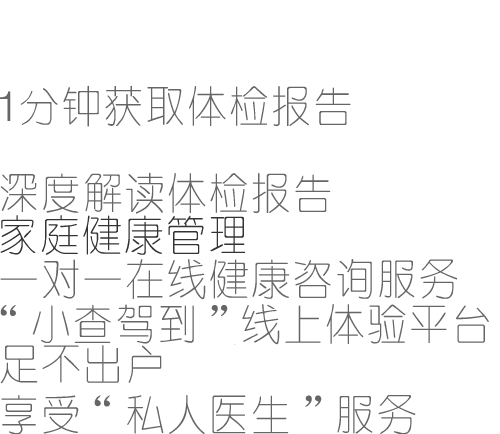 1分钟获取体检报告
深度解读体检报告
家庭健康管理
一对一在线健康咨询服务
“小查驾到”线上体验平台
足不出户
享受“私人医生”服务